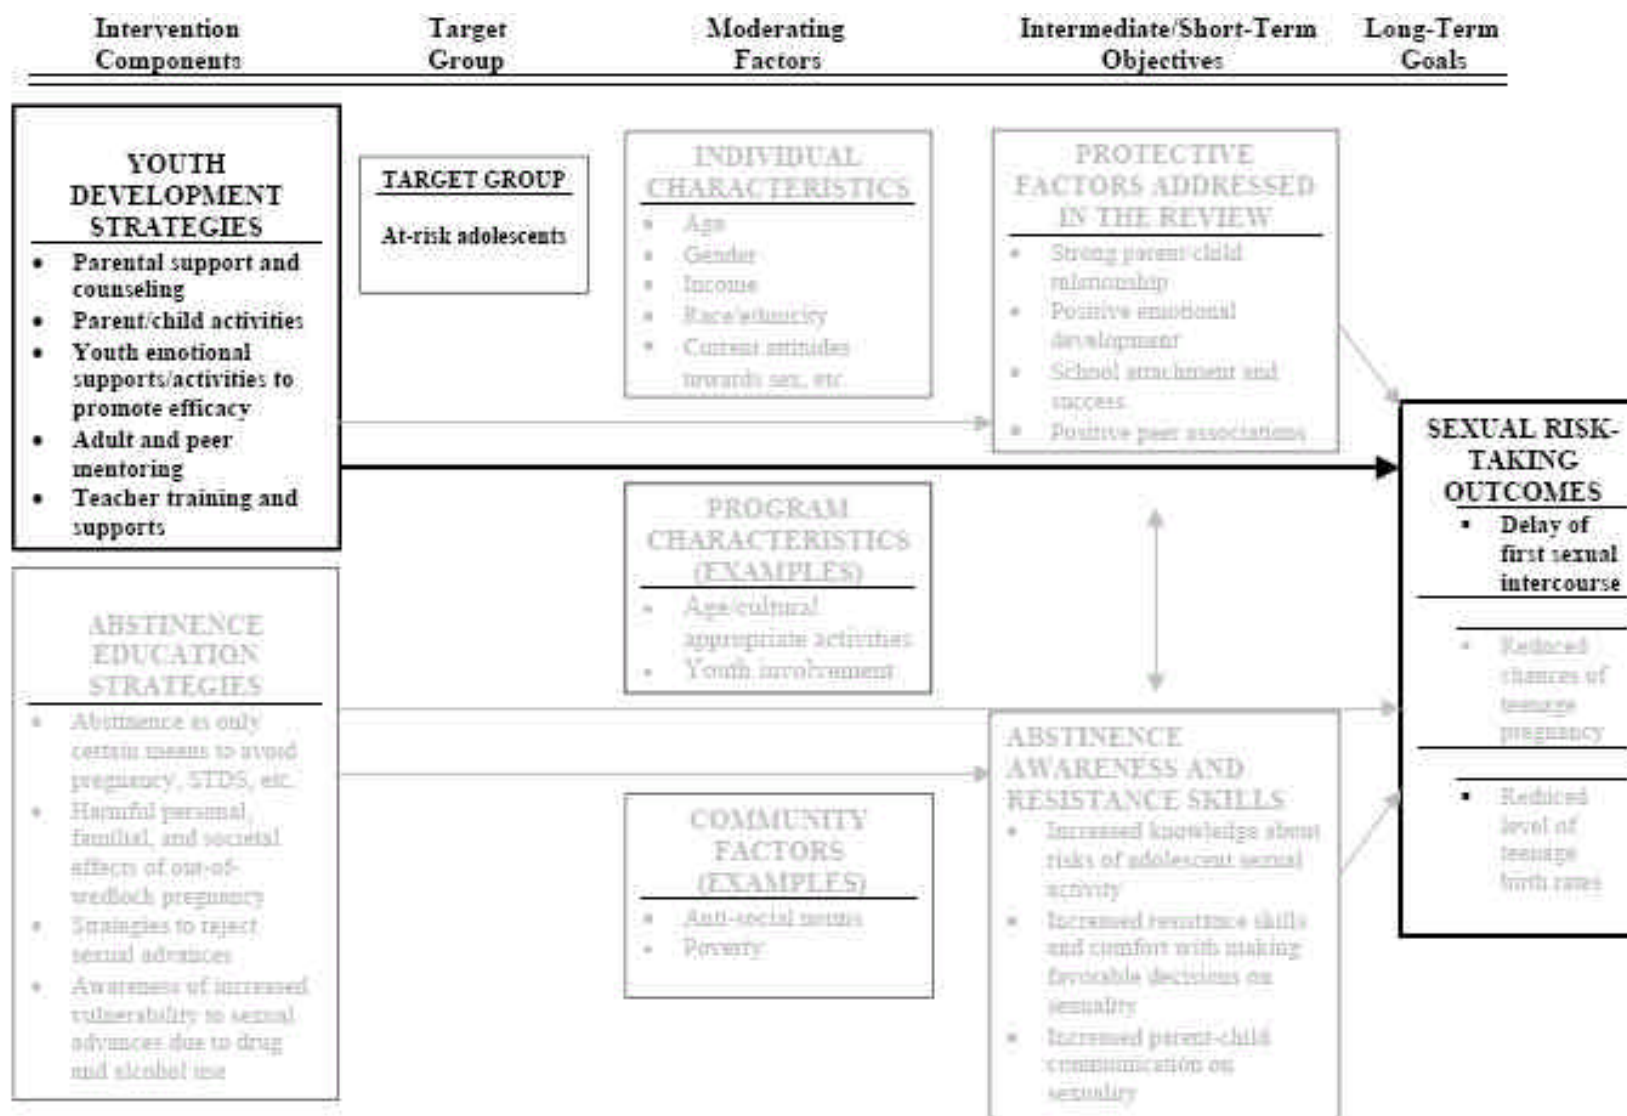 Intervention
Components
Target
Group
Moderating
Factors
Intermediate/Short-Term
Objectives
Long-Term
Goals
YOUTH
DEVELOPMENT
STRATEGIES
• Parental support and
counseling
• Parent/child activities
• Youth emotional
supports/activities to
promote efficacy
• Adult and peer
mentoring
• Teacher training and
supports
ABSTINENCE
EDUCATION
STRATEGIES
• Abstinence as only
certain means to avoid
pregnancy, STDS, etc.
• Harmful personal,
familial, and societal
effects of out-of-
wedlock pregnancy
• Strategies to reject
sexual advances
• Awareness of increased
vulnerability to sexual
advances due to drug
and alcohol use
TARGET GROUP
At-risk adolescents
INDIVIDUAL
CHARACTERISTICS
• Age
• Gender
• Income
• Race/ethnicity
• Current attitudes
towards sex, etc.
PROGRAM
CHARACTERISTICS
(EXAMPLES)
• Age/cultural
appropriate activities
• Youth involvement
COMMUNITY
FACTORS
(EXAMPLES)
• Anti-social norms
• Poverty
PROTECTIVE
FACTORS ADDRESSED
IN THE REVIEW
• Strong parent/child
relationship
• Positive emotional
development
• School attachment and
success
• Positive peer associations
ABSTINENCE
AWARENESS AND
RESISTANCE SKILLS
• Increased knowledge about
risks of adolescent sexual
activity
• Increased resistance skills
and comfort with making
favorable decisions on
sexuality
• Increased parent-child
communication on
sexuality
SEXUAL RISK-
TAKING
OUTCOMES
▪ Delay of
first sexual
intercourse
▪ Reduced
chances of
teenage
pregnancy
▪ Reduced
level of
teenage
birth rates